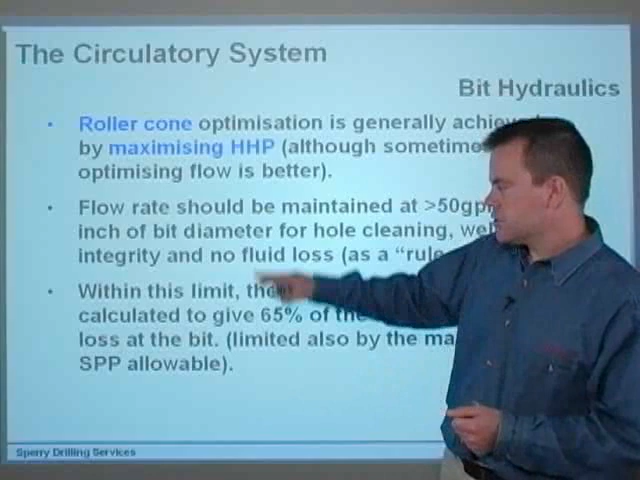 The Circulatory System
Bit Hydraulics
• Roller cone optimisation is generally achieved
by maximising HHP (although sometime
optimising flow is better).
• Flow rate should be maintained at >50gp
inch of bit diameter for hole cleaning, we
integrity and no fluid loss (as a “rule
• Within this limit, the
calculated to give 65% of the
loss at the bit. (limited also by the ma
SPP allowable).
Sperry Drilling Services